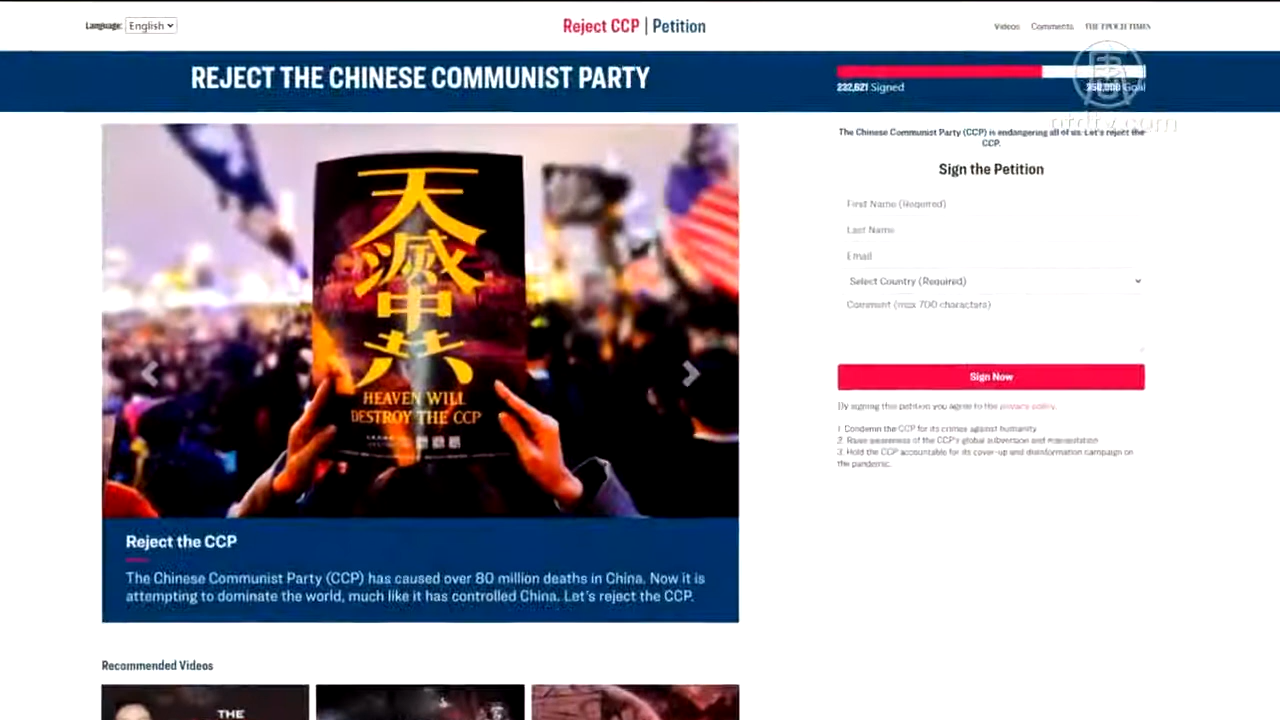 Language: English
Reject CCP | Petition
Videos Comments THE EPOCH TIMES
REJECT THE CHINESE COMMUNIST PARTY
232,621 Signed
250,000 Goal
ntdtv.com
The Chinese Communist Party (CCP) is endangering all of us. Let's reject the
CCP.
Sign the Petition
First Name (Required)
Last Name
Email
Select Country (Required)
Comment (max 700 characters)
Sign Now
By signing this petition you agree to the privacy policy.
1. Condemn the CCP for its crimes against humanity
2. Raise awareness of the CCP's global subversion and
3. Hold the CCP accountable for its cover-up and disinformation campaign on
the pandemic.
天
滅
中
共
HEAVEN WILL
DESTROY THE CCP
Reject the CCP
The Chinese Communist Party (CCP) has caused over 80 million deaths in China. Now it is
attempting to dominate the world, much like it has controlled China. Let's reject the CCP.
Recommended Videos
THE